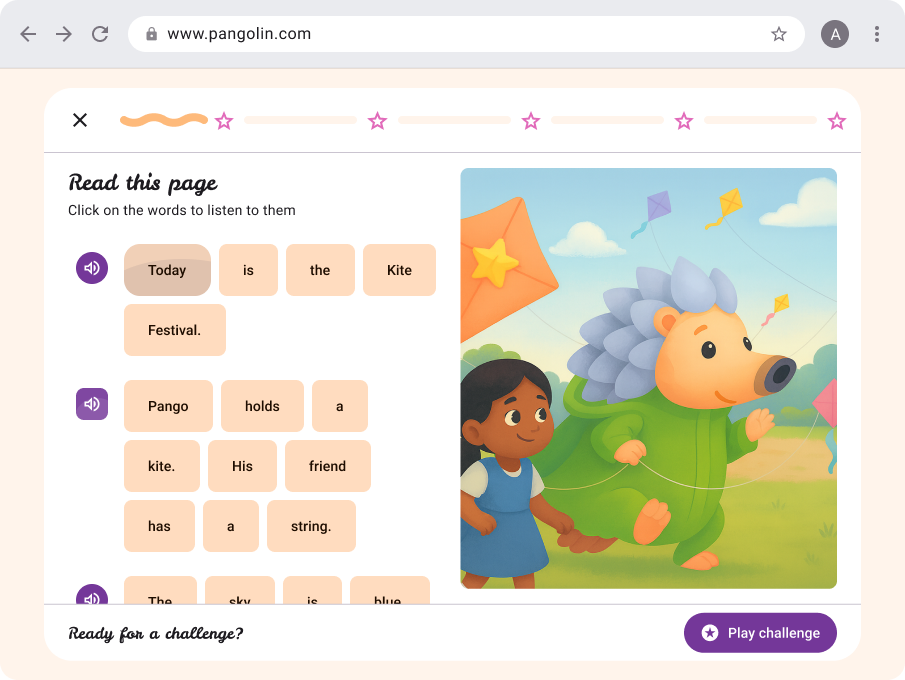 www.pangolin.com
A
Read this page
Click on the words to listen to them
Today is the Kite
Festival.
Pango holds a
kite. His friend
has a string.
The sky is blue
Ready for a challenge?
Play challenge